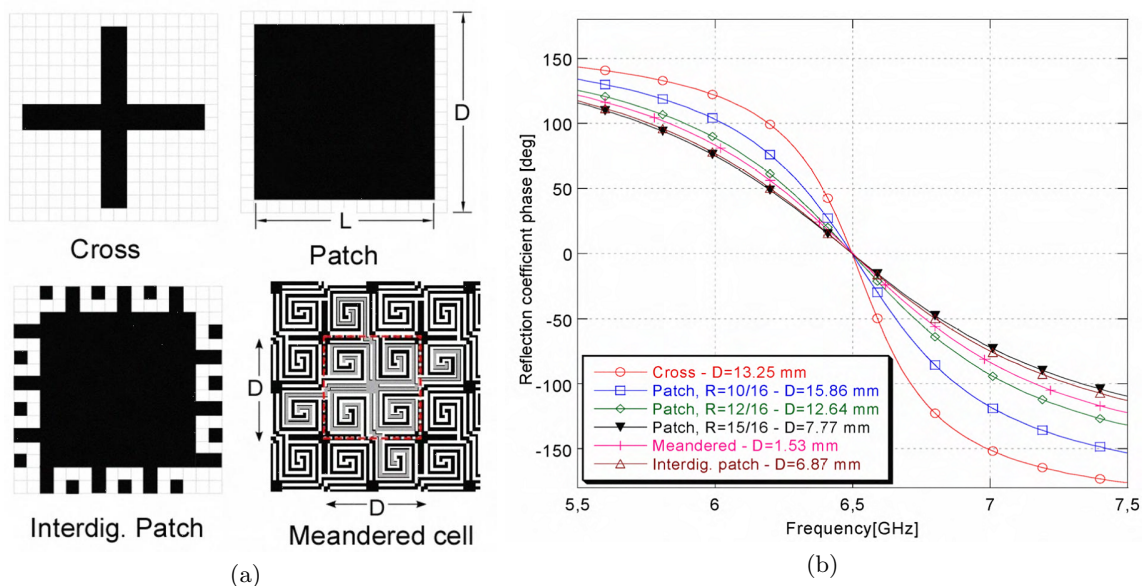 Cross
Patch
D
L
Interdig. Patch
Meandered cell
D
D
(a)
Reflection coefficient phase [deg]
150
100
50
0
-50
-100
-150
Cross - D=13.25 mm
Patch, R=10/16 - D=15.86 mm
Patch, R=12/16 - D=12.64 mm
Patch, R=15/16 - D=7.77 mm
Meandered - D=1.53 mm
Interdig. patch - D=6.87 mm
5,5
6
6,5
7
7,5
Frequency[GHz]
(b)